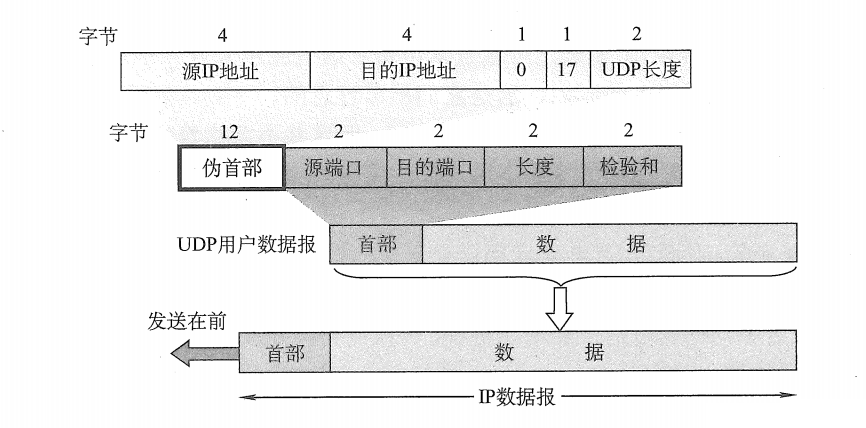 字节 4 4 1 1 2
源IP地址 目的IP地址 0 17 UDP长度
字节 12 2 2 2 2
伪首部 源端口 目的端口 长度 检验和
UDP用户数据报 首部 数 据
发送在前
首部 数 据
IP数据报